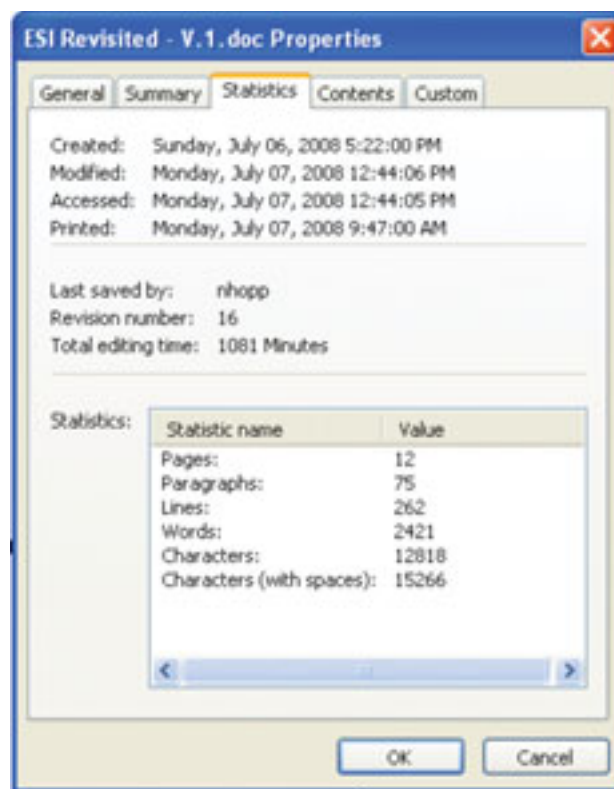 ESI Revisited - V.1.doc Properties
General Summary Statistics Contents Custom
Created: Sunday, July 06, 2008 5:22:00 PM
Modified: Monday, July 07, 2008 12:44:06 PM
Accessed: Monday, July 07, 2008 12:44:05 PM
Printed: Monday, July 07, 2008 9:47:00 AM
Last saved by: nhopp
Revision number: 16
Total editing time: 1081 Minutes
Statistics:
Statistic name Value
Pages: 12
Paragraphs: 75
Lines: 262
Words: 2421
Characters: 12818
Characters (with spaces): 15266
OK Cancel